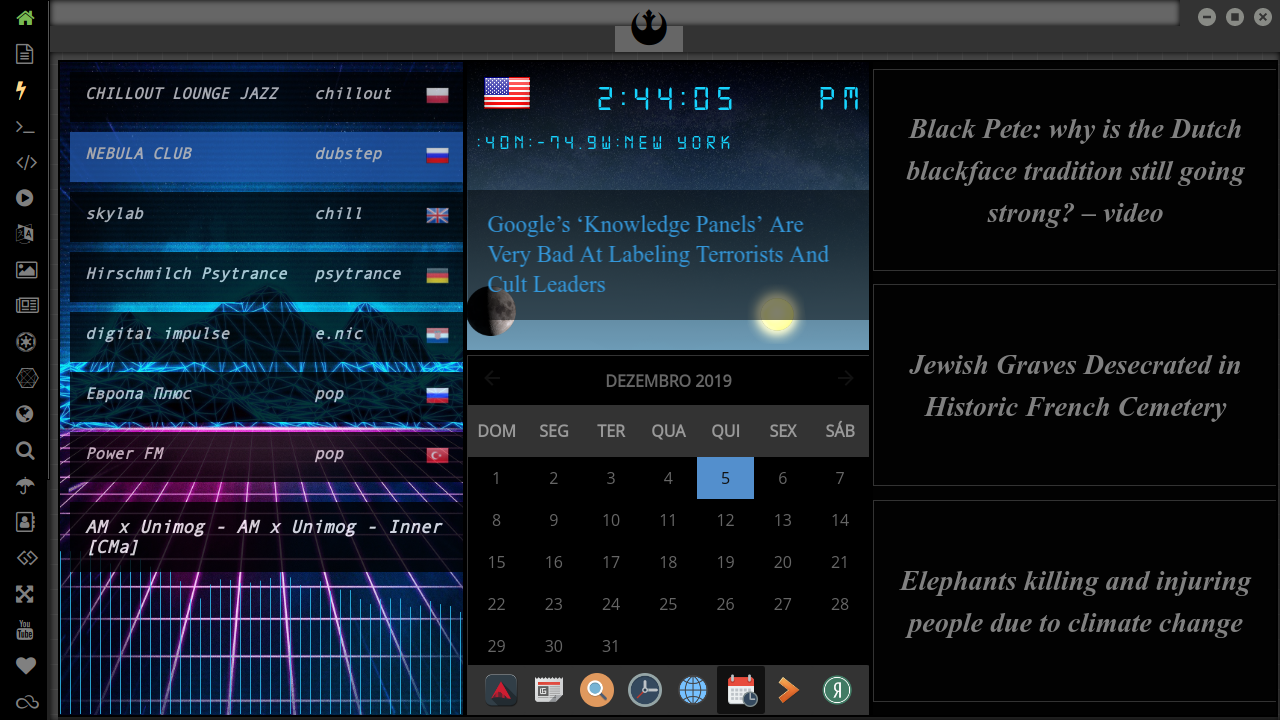 CHILLOUT LOUNGE JAZZ chillout
NEBULA CLUB dubstep
skylab chill
Hirschmilch Psytrance psytrance
digital impulse e.nic
Европа Плюс pop
Power FM pop
AM x Unimog - AM x Unimog - Inner
[CMa]
2:44:05 PM
:40N:-74.9W:NEW YORK
Google’s ‘Knowledge Panels’ Are
Very Bad At Labeling Terrorists And
Cult Leaders
DEZEMBRO 2019
DOM SEG TER QUA QUI SEX SÁB
1 2 3 4 5 6 7
8 9 10 11 12 13 14
15 16 17 18 19 20 21
22 23 24 25 26 27 28
29 30 31
Black Pete: why is the Dutch
blackface tradition still going
strong? – video
Jewish Graves Desecrated in
Historic French Cemetery
Elephants killing and injuring
people due to climate change
You
Tube
Я